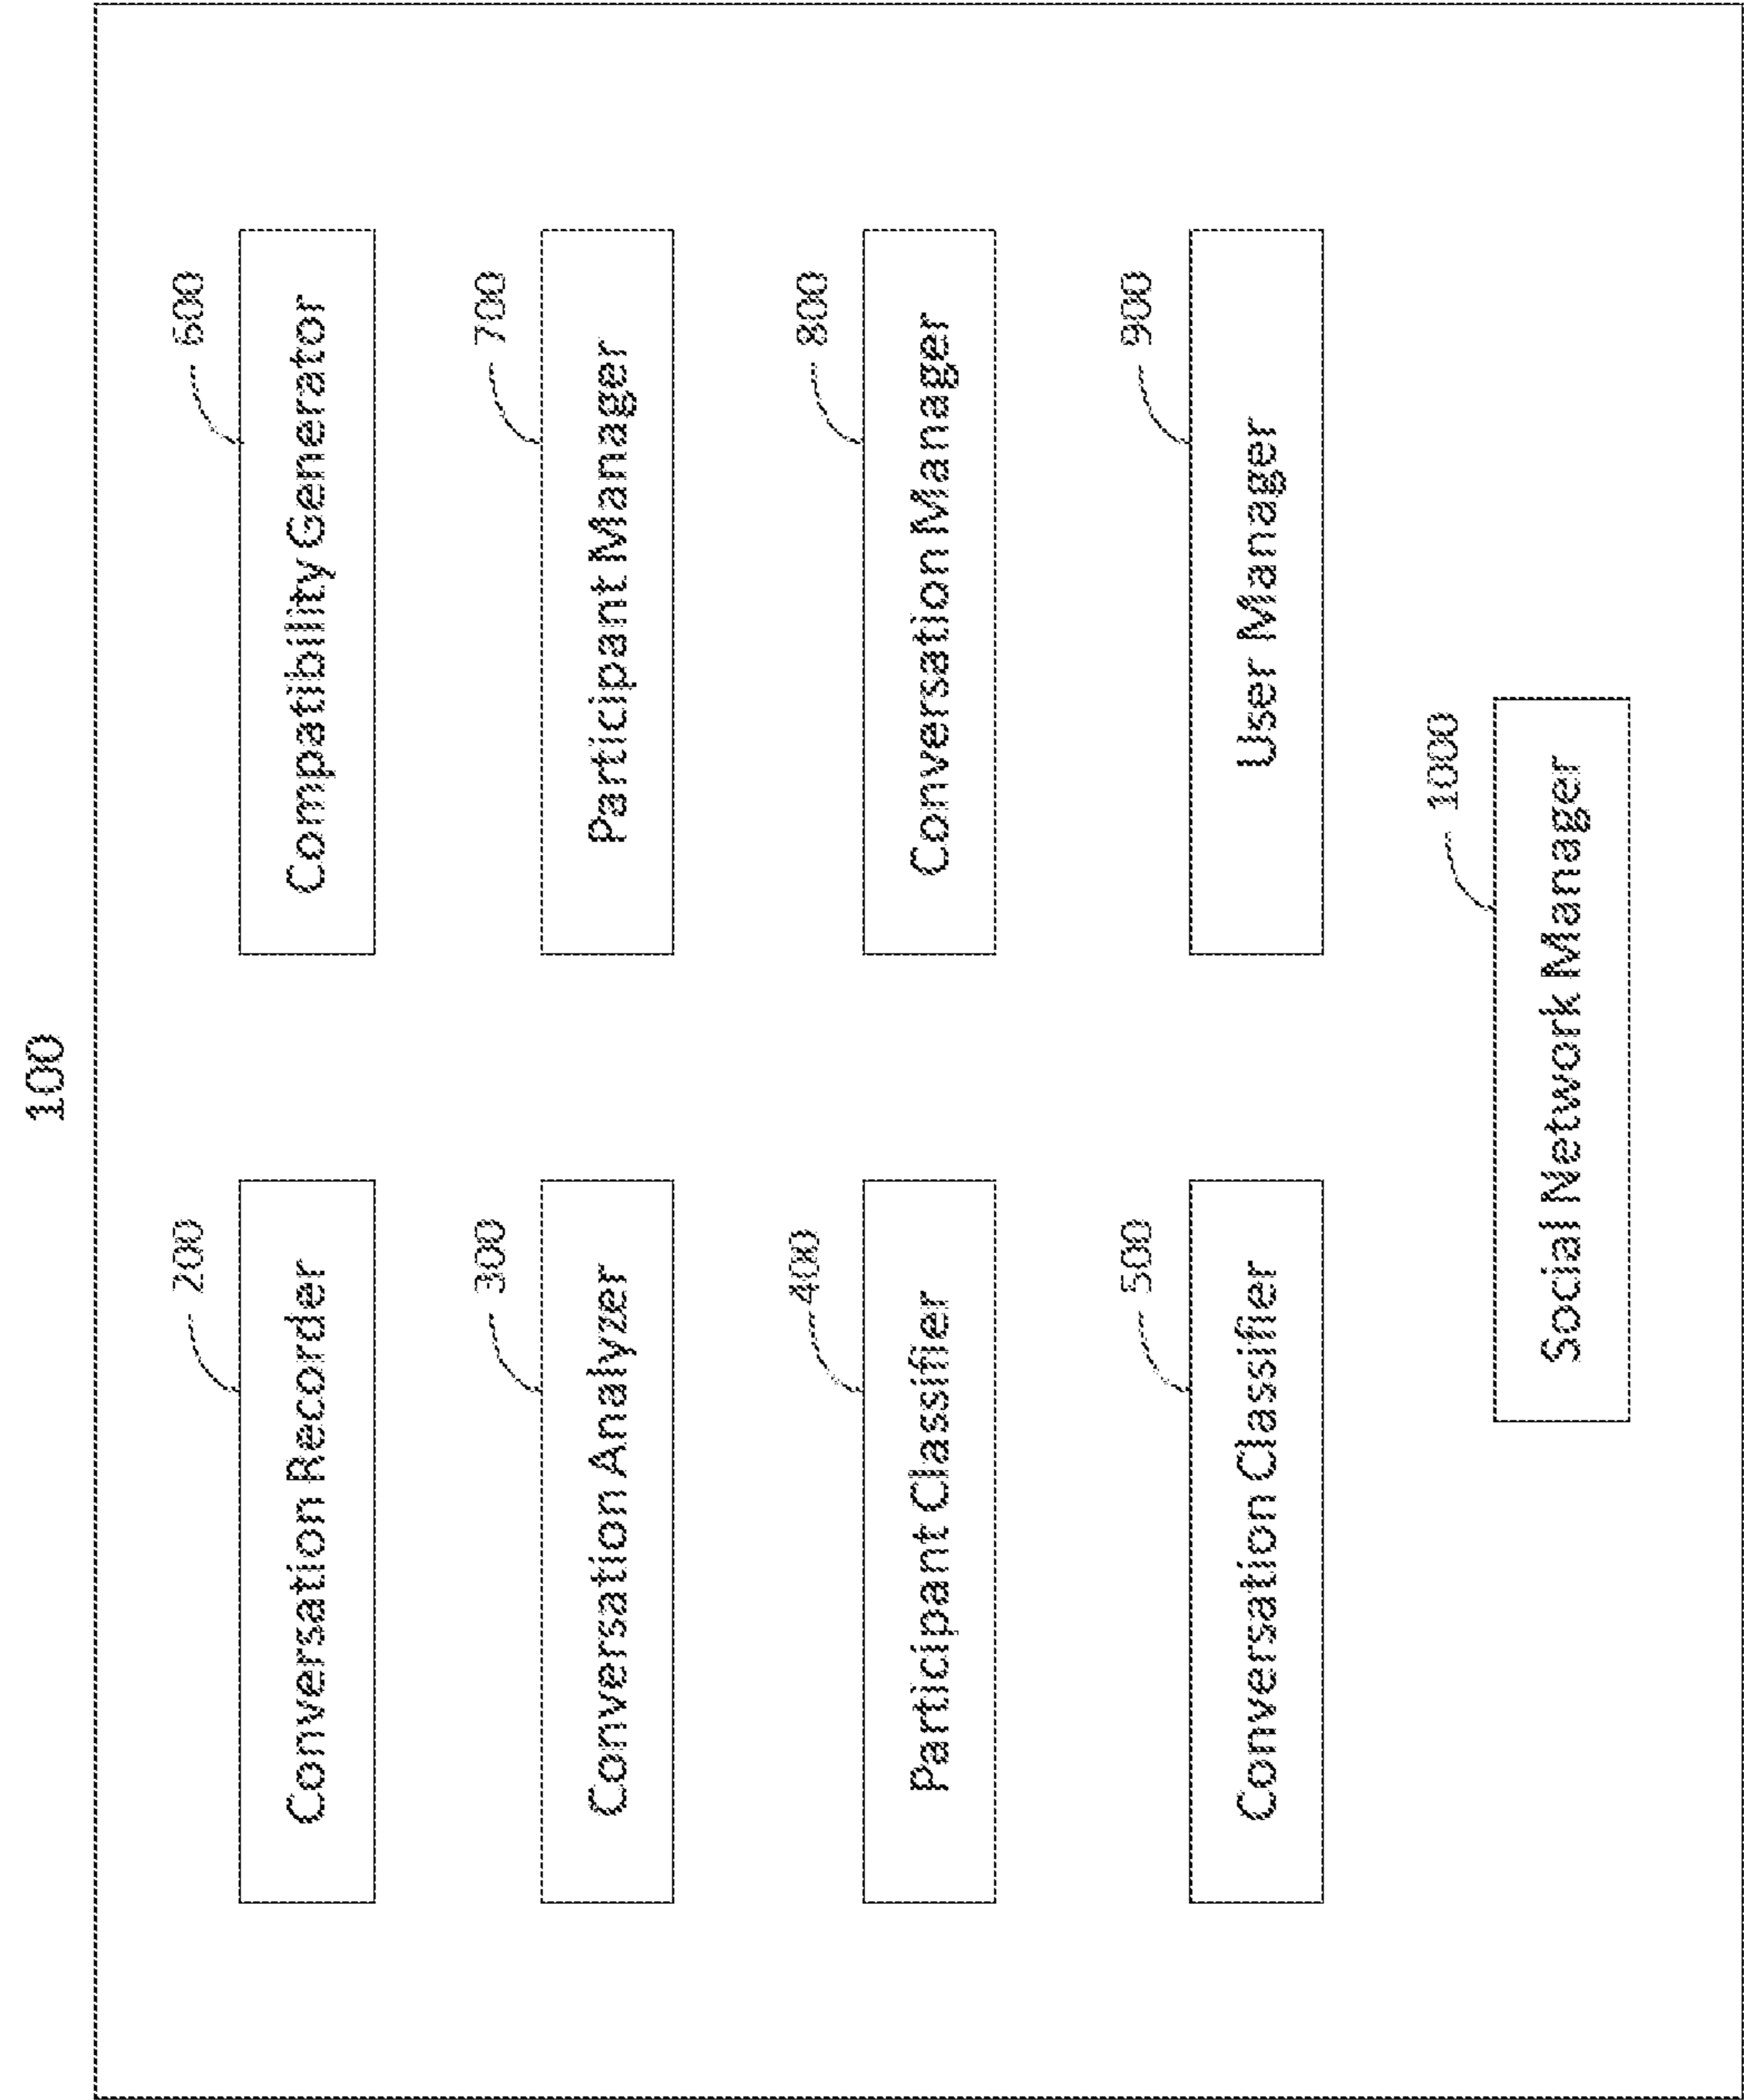 100
200
Conversation Recorder
600
Compatibility Generator
300
Conversation Analyzer
700
Participant Manager
400
Participant Classifier
800
Conversation Manager
500
Conversation Classifier
900
User Manager
1000
Social Network Manager